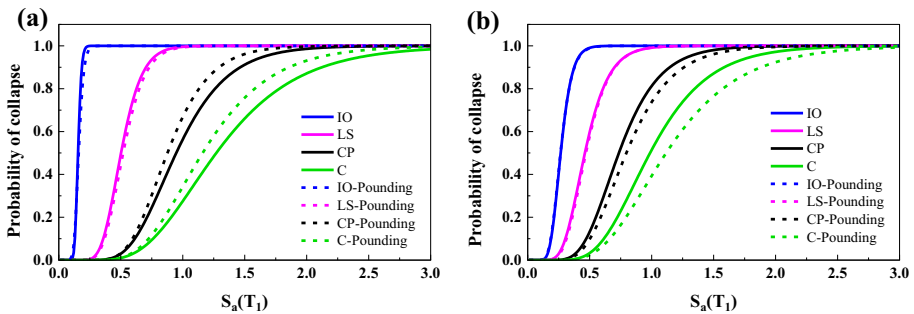 (a)
Probability of collapse
1.0
0.8
0.6
0.4
0.2
0.0
IO
LS
CP
C
IO-Pounding
LS-Pounding
CP-Pounding
C-Pounding
0.0 0.5 1.0 1.5 2.0 2.5 3.0
Sa(T1)
(b)
Probability of collapse
1.0
0.8
0.6
0.4
0.2
0.0
IO
LS
CP
C
IO-Pounding
LS-Pounding
CP-Pounding
C-Pounding
0.0 0.5 1.0 1.5 2.0 2.5 3.0
Sa(T1)